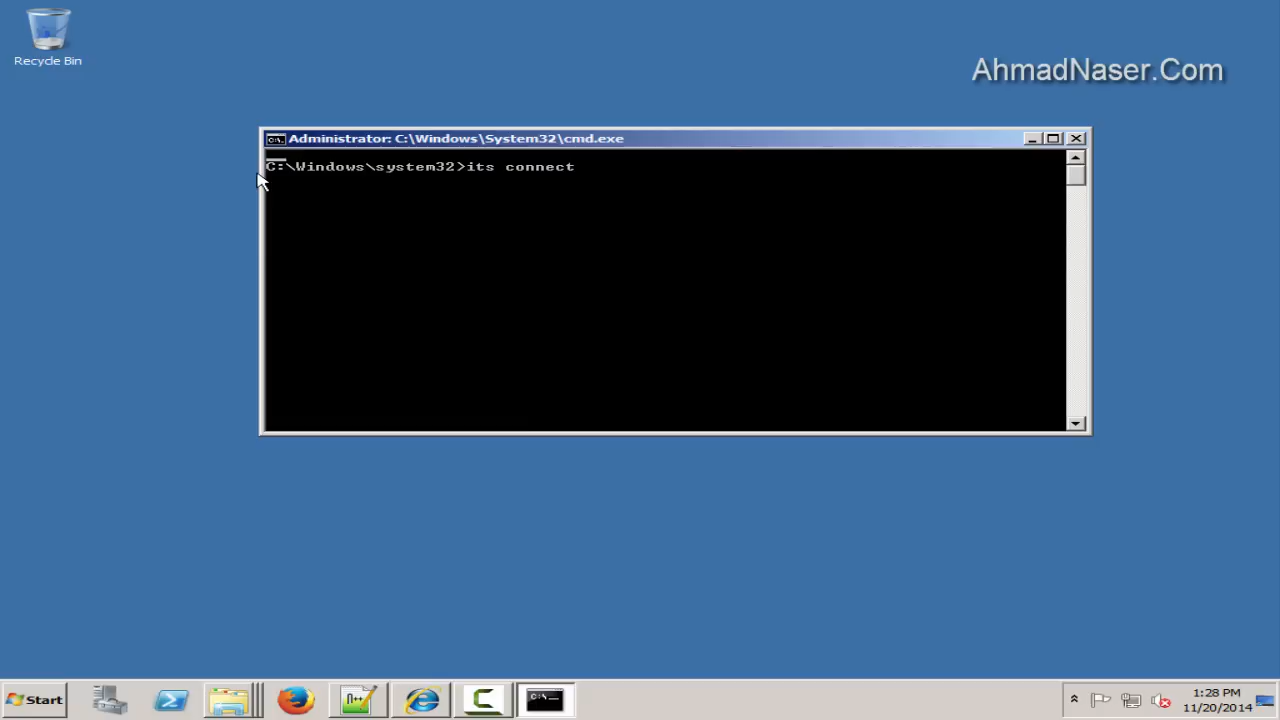 Recycle Bin
AhmadNaser.Com
Administrator: C:\Windows\System32\cmd.exe
C:\Windows\system32>its connect
Start
1:28 PM
11/20/2014